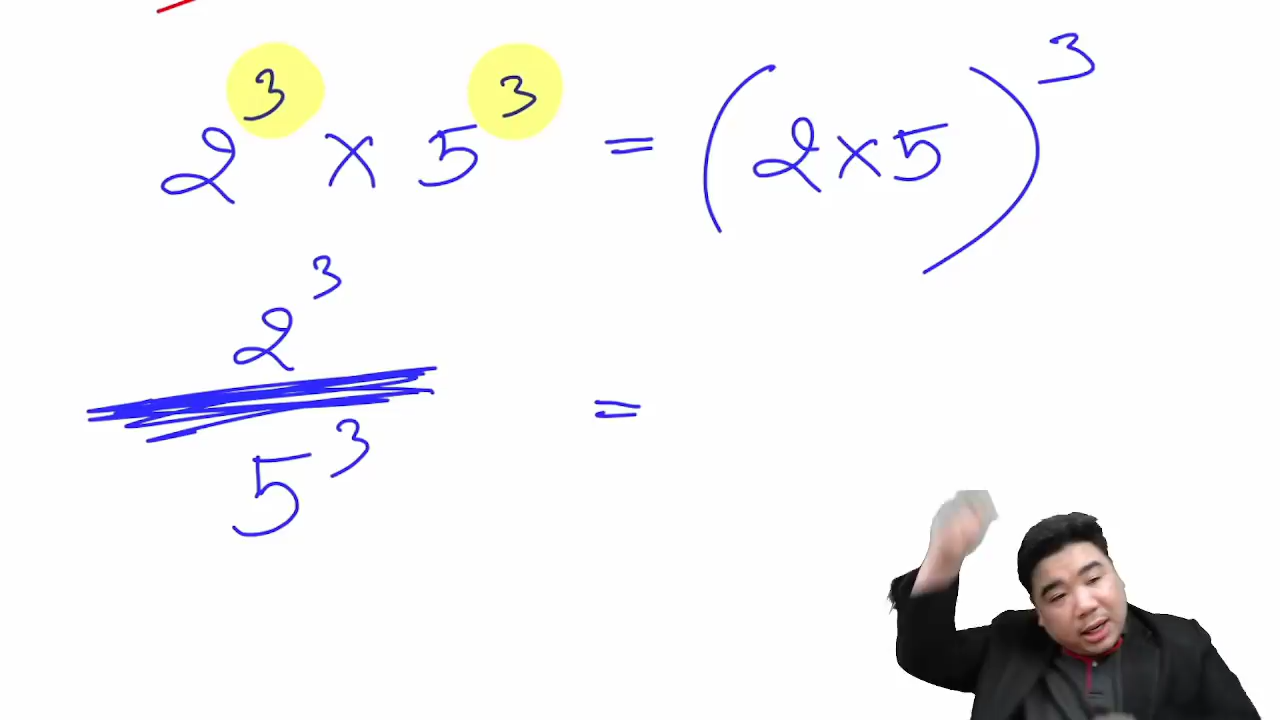 2³ × 5³ = (2×5)³
2³
5³ =